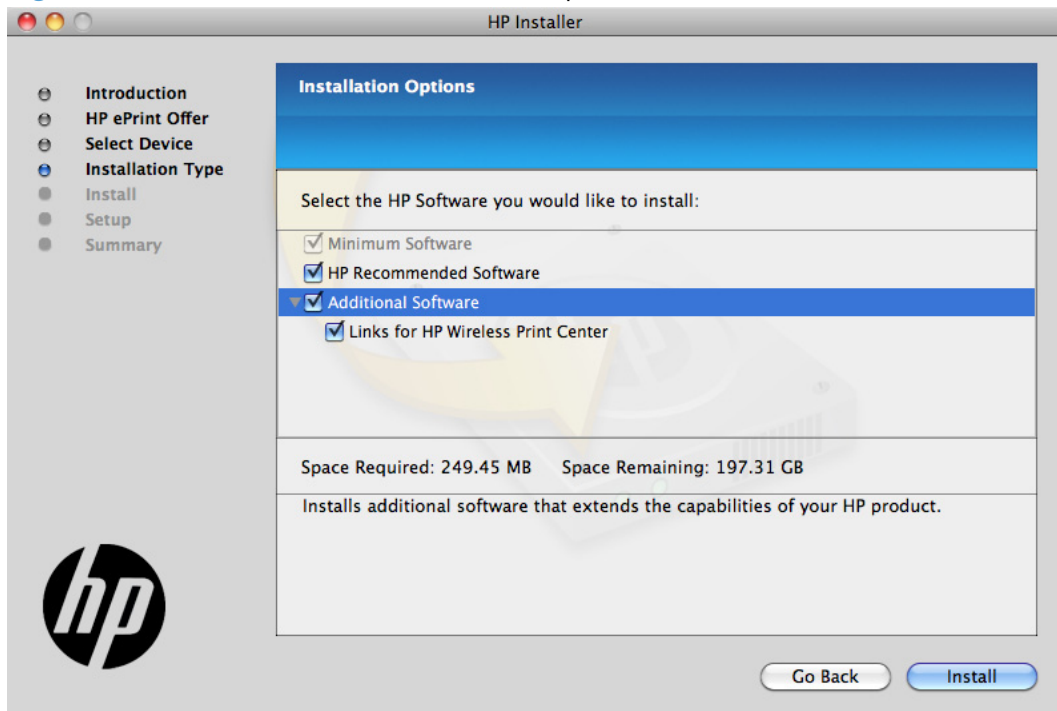 HP Installer
Introduction
HP ePrint Offer
Select Device
Installation Type
Install
Setup
Summary
Installation Options
Select the HP Software you would like to install:
Minimum Software
HP Recommended Software
Additional Software
Links for HP Wireless Print Center
Space Required: 249.45 MB Space Remaining: 197.31 GB
Installs additional software that extends the capabilities of your HP product.
hp
Go Back Install